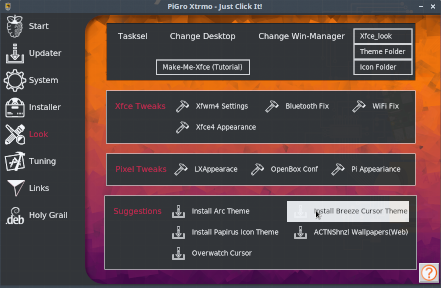 PiGro Xtrmo - Just Click It!
Start
Updater
System
Installer
Look
Tuning
Links
.deb
Holy Grail
Tasksel
Change Desktop
Change Win-Manager
Xfce_look
Theme Folder
Icon Folder
Make-Me-Xfce (Tutorial)
Xfce Tweaks
Xfwm4 Settings
Bluetooth Fix
WiFi Fix
Xfce4 Appearance
Pixel Tweaks
LXAppearace
OpenBox Conf
Pi Appeariance
Suggestions
Install Arc Theme
Install Breeze Cursor Theme
Install Papirus Icon Theme
ACTNShnzl Wallpapers(Web)
Overwatch Cursor
?